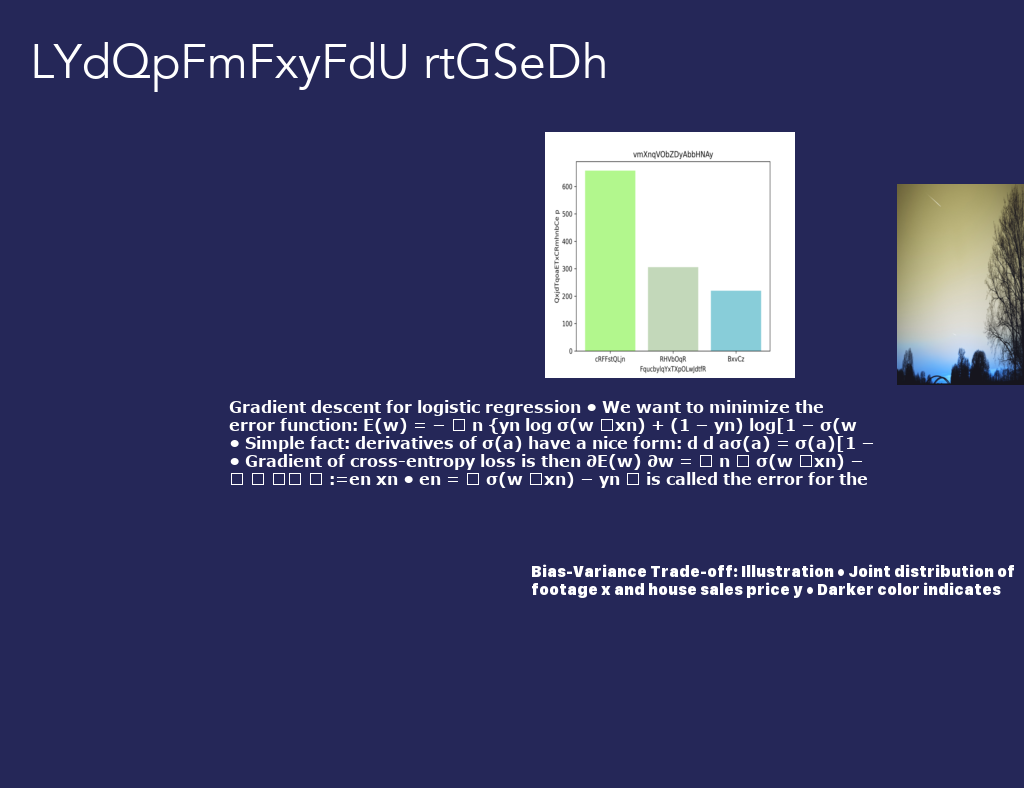 LYdQpFmFxyFdU rtGSeDh
vmXnqVObZDyAbbHNAy
600
500
400
300
200
100
0
cRFFstQLjn RHVbOqR BxvCz
Gradient descent for logistic regression • We want to minimize the
error function: E(w) = − □ n {yn log σ(w □xn) + (1 − yn) log[1 − σ(w
• Simple fact: derivatives of σ(a) have a nice form: d d aσ(a) = σ(a)[1 −
• Gradient of cross-entropy loss is then ∂E(w) ∂w = □ n □ σ(w □xn) −
□ □ □□ □ :=en xn • en = □ σ(w □xn) − yn □ is called the error for the
Bias-Variance Trade-off: Illustration • Joint distribution of
footage x and house sales price y • Darker color indicates